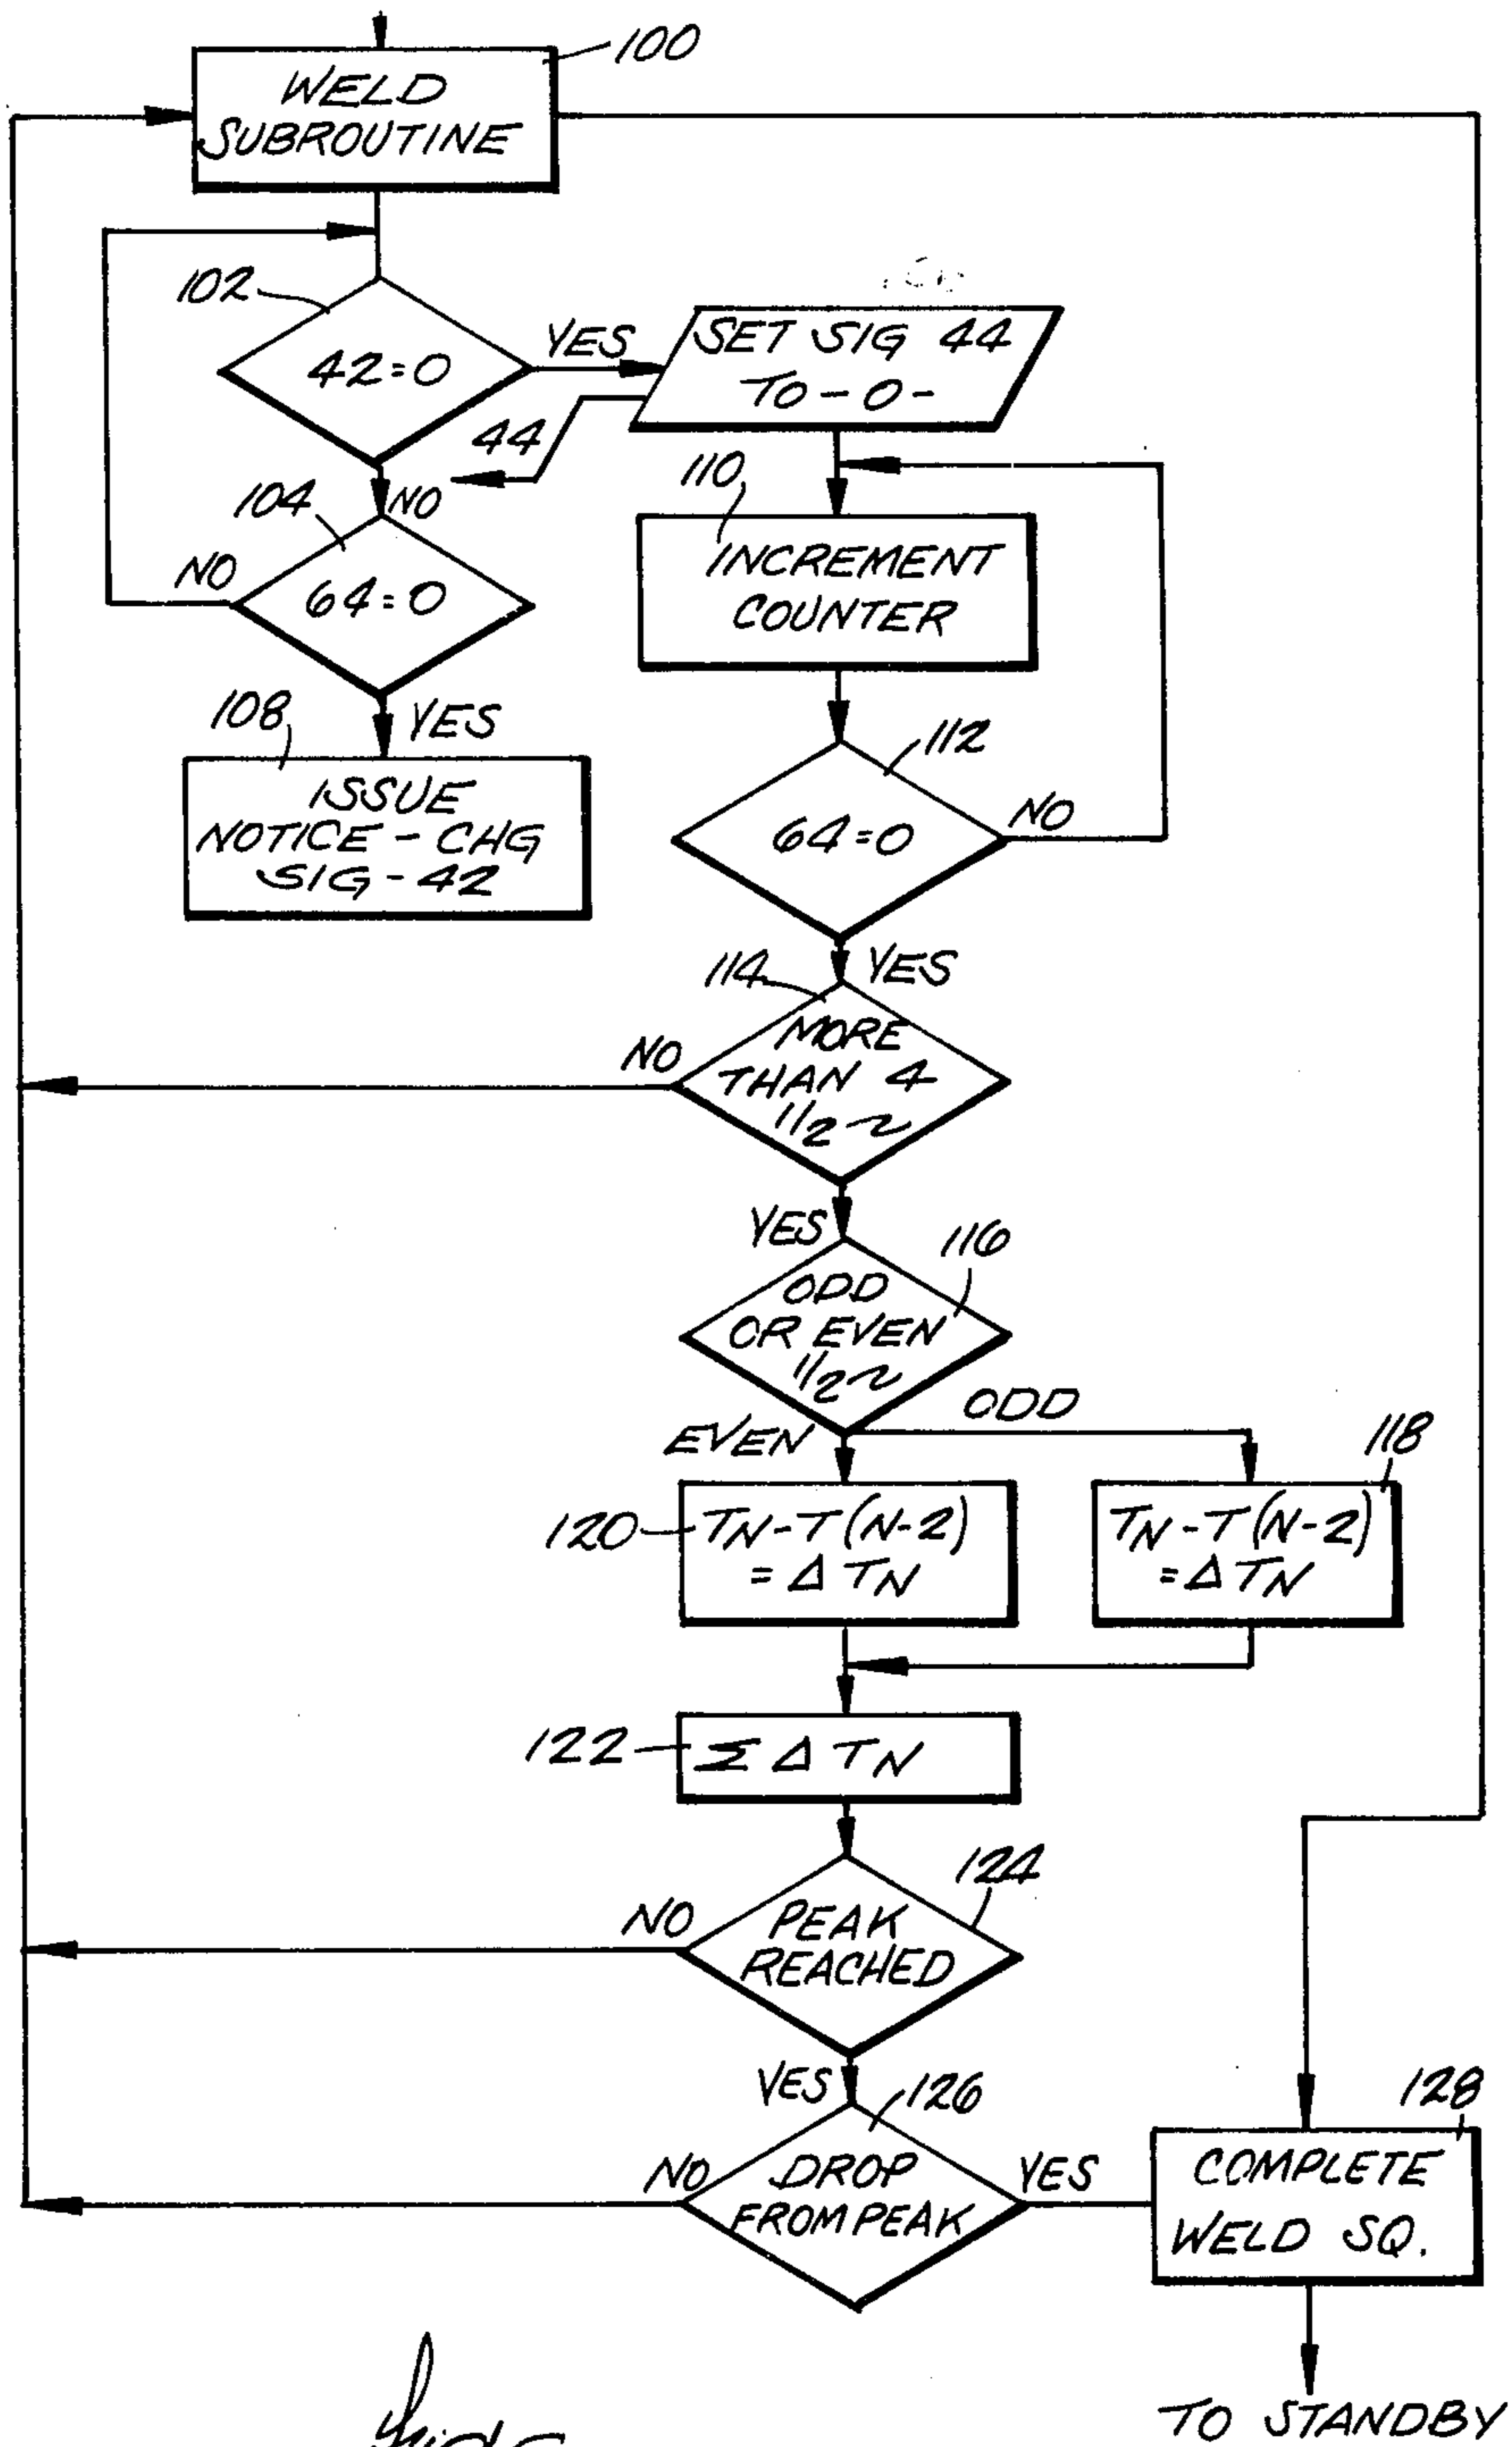 100
WELD
SUBROUTINE
102
42=0
YES
SET SIG 44
TO -0-
44
NO
104
64=0
NO
YES
110
INCREMENT
COUNTER
108
ISSUE
NOTICE - CHG
SIG - 42
112
64=0
NO
YES
114
MORE
THAN 4
1/2 ~
NO
YES
116
ODD
OR EVEN
1/2 ~
EVEN
ODD
118
120
TN-T(N-2)
=Δ TN
TN-T(N-2)
=Δ TN
122
Σ Δ TN
124
PEAK
REACHED
NO
YES
126
DROP
FROM PEAK
NO
YES
128
COMPLETE
WELD SQ.
TO STANDBY